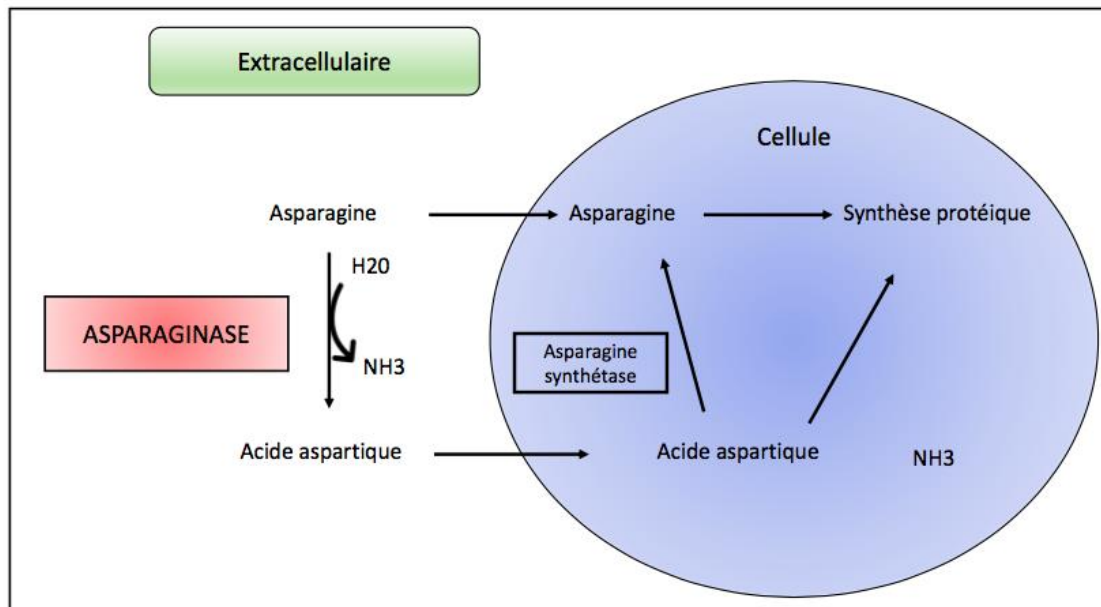 Extracellulaire
Cellule
Asparagine
Asparagine
Synthèse protéique
H20
ASPARAGINASE
Asparagine
synthétase
NH3
Acide aspartique
Acide aspartique
NH3